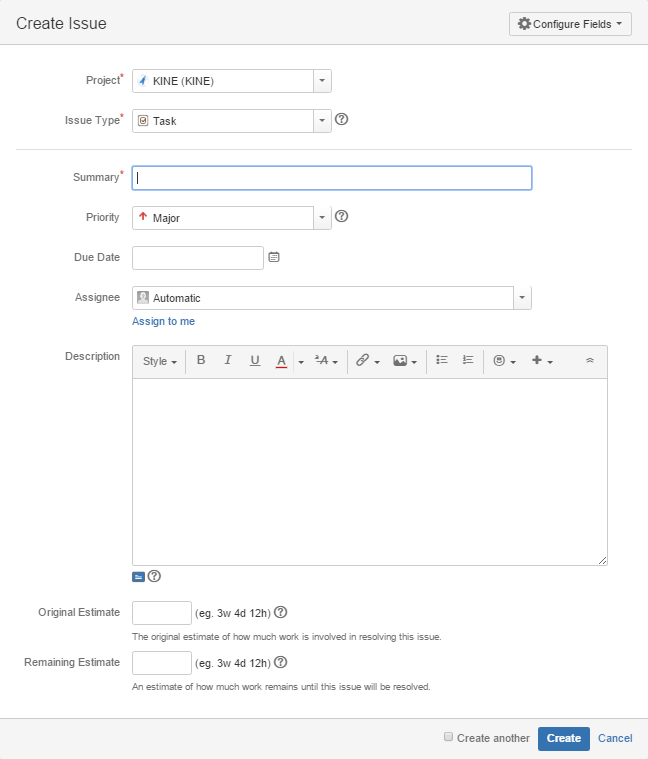 Create Issue
Configure Fields
Project*
KINE (KINE)
Issue Type*
Task
Summary*
Priority
Major
Due Date
Assignee
Automatic
Assign to me
Description
Style B I U A ªA
Original Estimate
(eg. 3w 4d 12h)
The original estimate of how much work is involved in resolving this issue.
Remaining Estimate
(eg. 3w 4d 12h)
An estimate of how much work remains until this issue will be resolved.
Create another
Create
Cancel